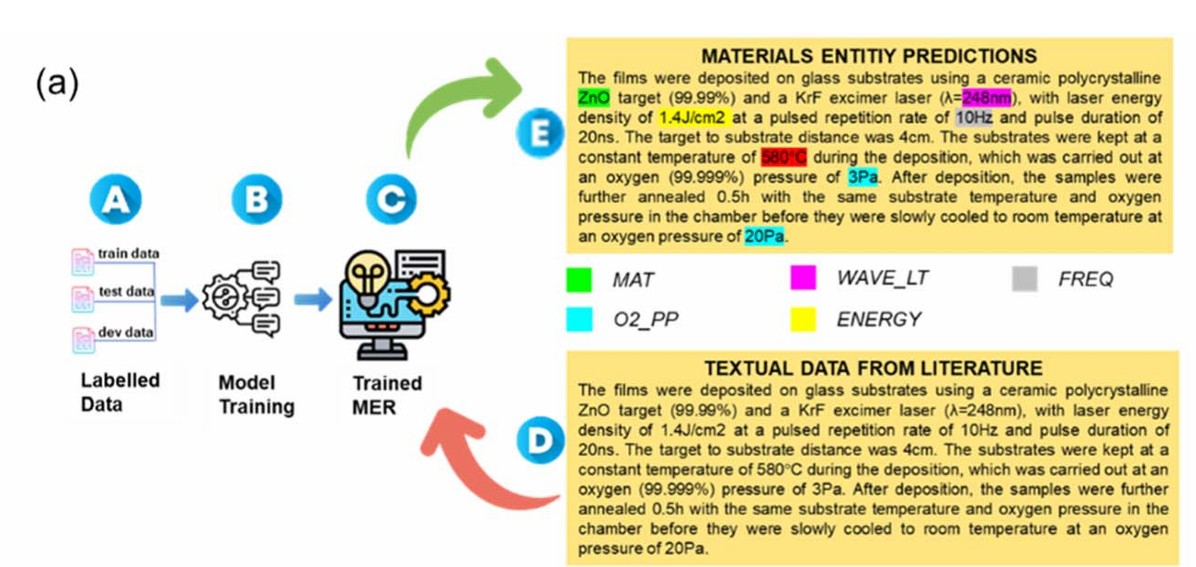 (a)
A
B
C
train data
test data
dev data
Labelled
Data
Model
Training
Trained
MER
E
MATERIALS ENTITIY PREDICTIONS
The films were deposited on glass substrates using a ceramic polycrystalline
ZnO target (99.99%) and a KrF excimer laser (λ=248nm), with laser energy
density of 1.4J/cm2 at a pulsed repetition rate of 10Hz and pulse duration of
20ns. The target to substrate distance was 4cm. The substrates were kept at a
constant temperature of 580°C during the deposition, which was carried out at
an oxygen (99.999%) pressure of 3Pa. After deposition, the samples were
further annealed 0.5h with the same substrate temperature and oxygen
pressure in the chamber before they were slowly cooled to room temperature at
an oxygen pressure of 20Pa.
MAT
WAVE_LT
FREQ
O2_PP
ENERGY
D
TEXTUAL DATA FROM LITERATURE
The films were deposited on glass substrates using a ceramic polycrystalline
ZnO target (99.99%) and a KrF excimer laser (λ=248nm), with laser energy
density of 1.4J/cm2 at a pulsed repetition rate of 10Hz and pulse duration of
20ns. The target to substrate distance was 4cm. The substrates were kept at a
constant temperature of 580°C during the deposition, which was carried out at an
oxygen (99.999%) pressure of 3Pa. After deposition, the samples were further
annealed 0.5h with the same substrate temperature and oxygen pressure in the
chamber before they were slowly cooled to room temperature at an oxygen
pressure of 20Pa.